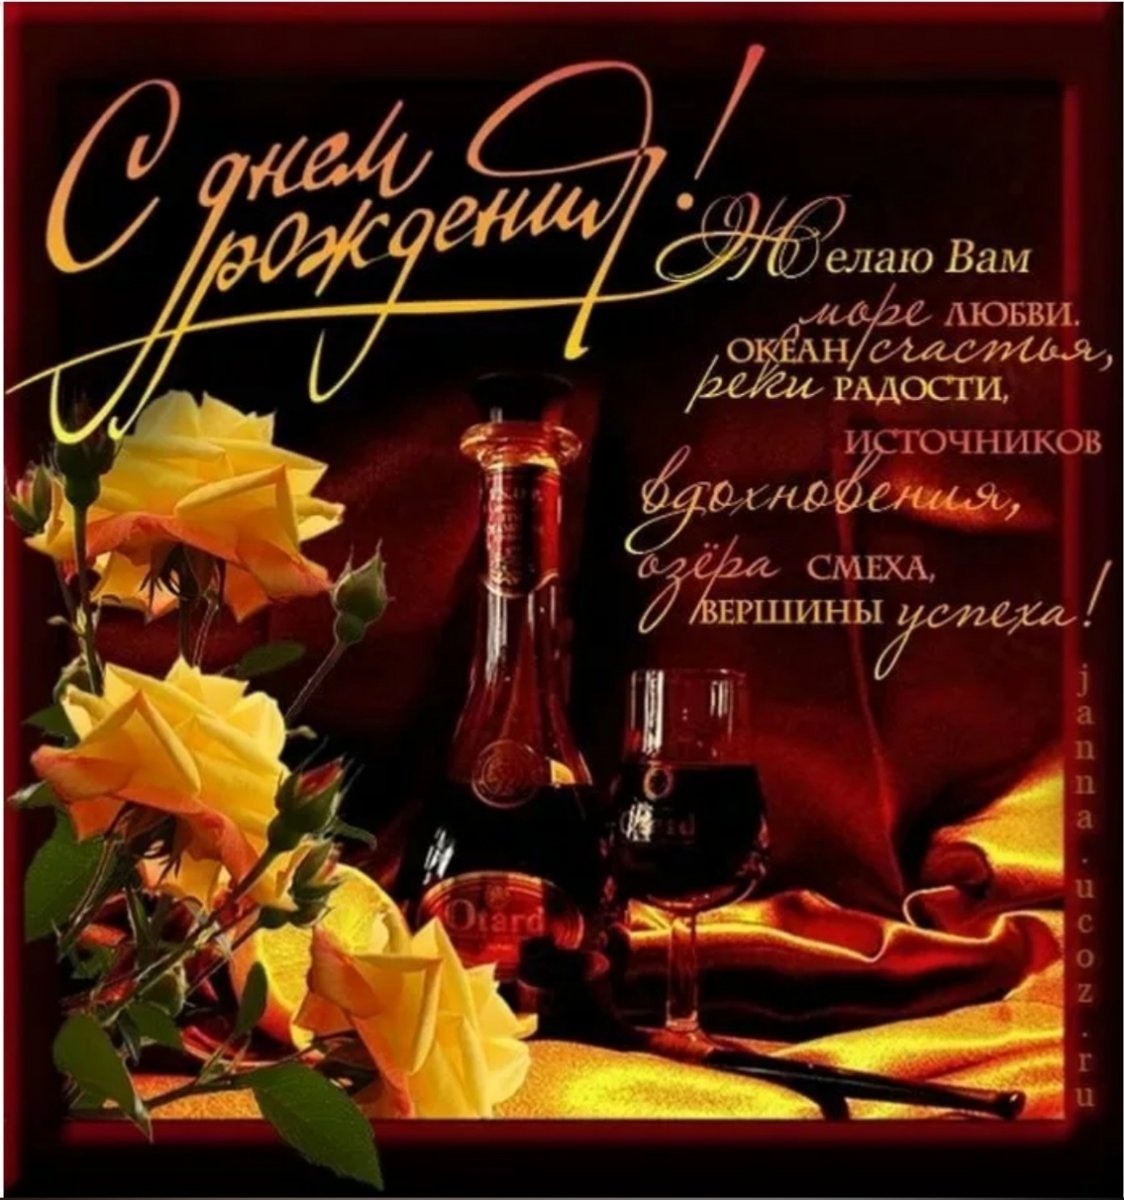 С днем
рождения!
Желаю Вам
море ЛЮБВИ.
ОКЕАН счастья,
реки РАДОСТИ,
ИСТОЧНИКОВ
вдохновения,
озёра СМЕХА,
ВЕРШИНЫ успеха!
Otard
Otard
janna.ucoz.ru